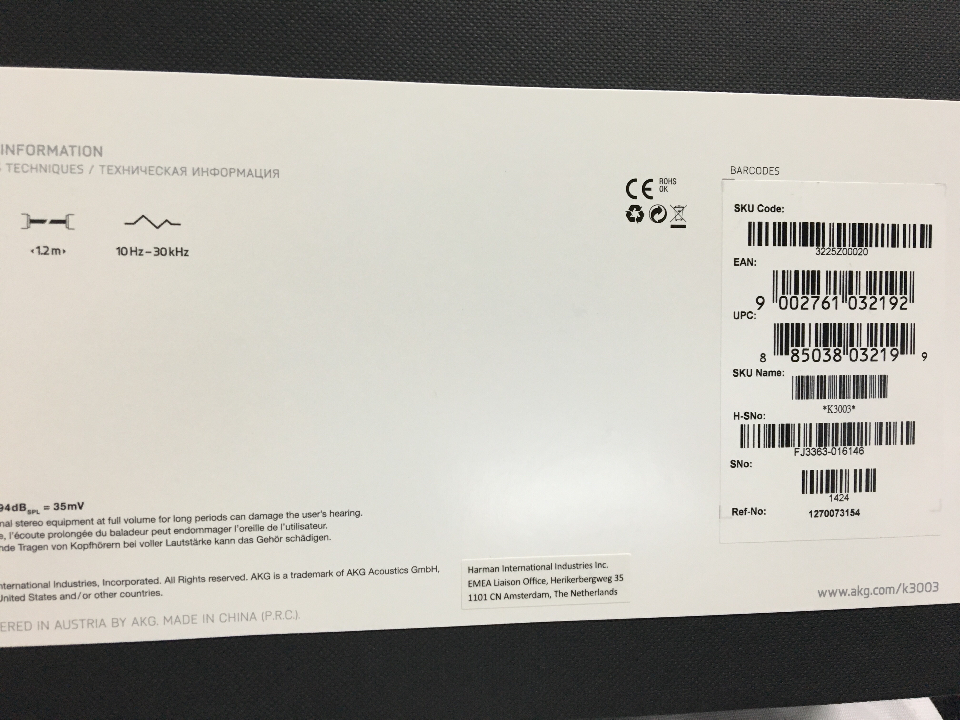 INFORMATION
TECHNIQUES / ТЕХНИЧЕСКАЯ ИНФОРМАЦИЯ
‹1.2 m›
10 Hz – 30 kHz
CE ROHS
OK
BARCODES
SKU Code:
3225Z00020
EAN:
9 002761 032192
UPC:
8 85038 03219 9
SKU Name:
*K3003*
H-SNo:
FJ3363-016146
SNo:
1424
Ref-No: 1270073154
94dB SPL = 35mV
nal stereo equipment at full volume for long periods can damage the user's hearing.
e, l'écoute prolongée du baladeur peut endommager l'oreille de l'utilisateur.
nde Tragen von Kopfhörern bei voller Lautstärke kann das Gehör schädigen.
nternational Industries, Incorporated. All Rights reserved. AKG is a trademark of AKG Acoustics GmbH,
United States and/or other countries.
ERED IN AUSTRIA BY AKG. MADE IN CHINA (P.R.C.).
Harman International Industries Inc.
EMEA Liaison Office, Herikerbergweg 35
1101 CN Amsterdam, The Netherlands
www.akg.com/k3003